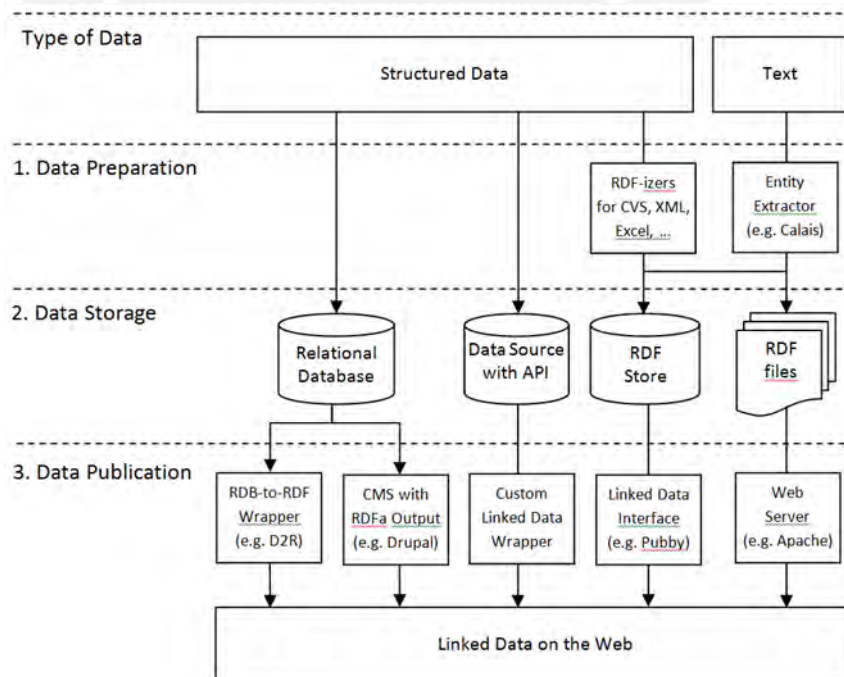 Type of Data
Structured Data
Text
1. Data Preparation
RDF-izers
for CVS, XML,
Excel, ...
Entity
Extractor
(e.g. Calais)
2. Data Storage
Relational
Database
Data Source
with API
RDF
Store
RDF
files
3. Data Publication
RDB-to-RDF
Wrapper
(e.g. D2R)
CMS with
RDFa Output
(e.g. Drupal)
Custom
Linked Data
Wrapper
Linked Data
Interface
(e.g. Pubby)
Web
Server
(e.g. Apache)
Linked Data on the Web